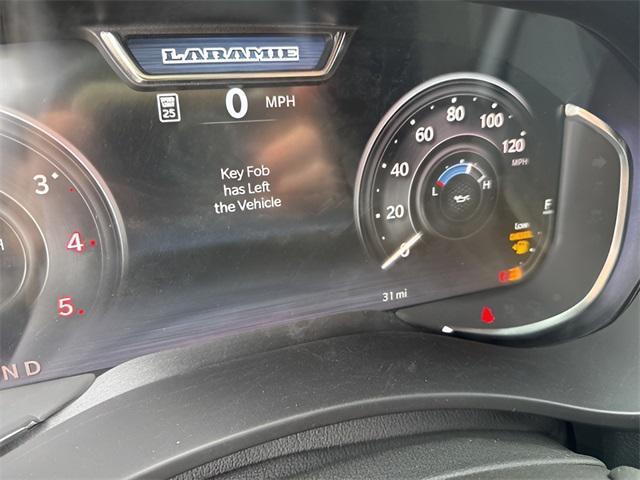 LARAMIE
25
0 MPH
Key Fob
has Left
the Vehicle
3
4
5
N D
0
20
40
60
80
100
120
MPH
L H
F
Low
DIESEL
31 mi